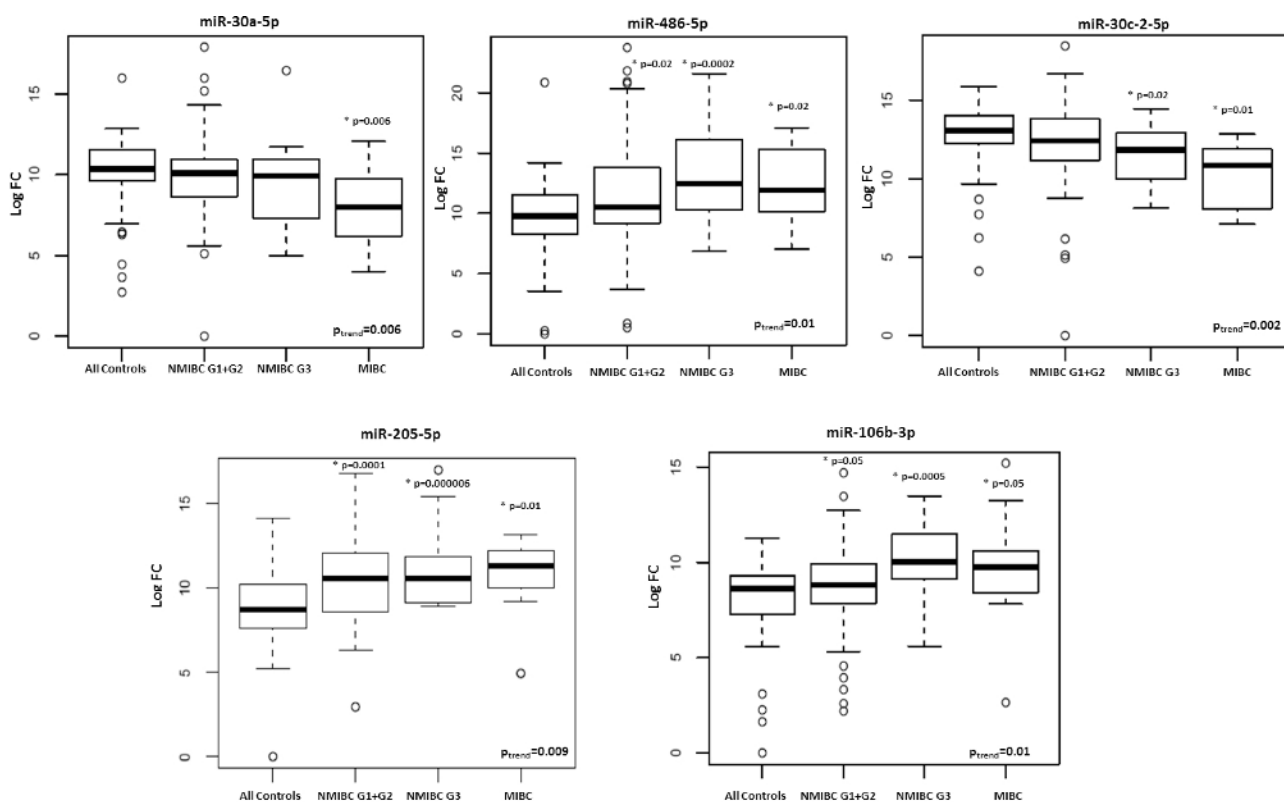 miR-30a-5p
Log FC
15
10
5
0
* p=0.006
Ptrend=0.006
All Controls NMIBC G1+G2 NMIBC G3 MIBC
miR-486-5p
Log FC
20
15
10
5
0
* p=0.02 * p=0.0002
* p=0.02
Ptrend=0.01
All Controls NMIBC G1+G2 NMIBC G3 MIBC
miR-30c-2-5p
Log FC
15
10
5
0
* p=0.02
* p=0.01
Ptrend=0.002
All Controls NMIBC G1+G2 NMIBC G3 MIBC
miR-205-5p
Log FC
15
10
5
0
* p=0.0001
* p=0.000006
* p=0.01
Ptrend=0.009
All Controls NMIBC G1+G2 NMIBC G3 MIBC
miR-106b-3p
Log FC
15
10
5
0
* p=0.05
* p=0.0005
* p=0.05
Ptrend=0.01
All Controls NMIBC G1+G2 NMIBC G3 MIBC